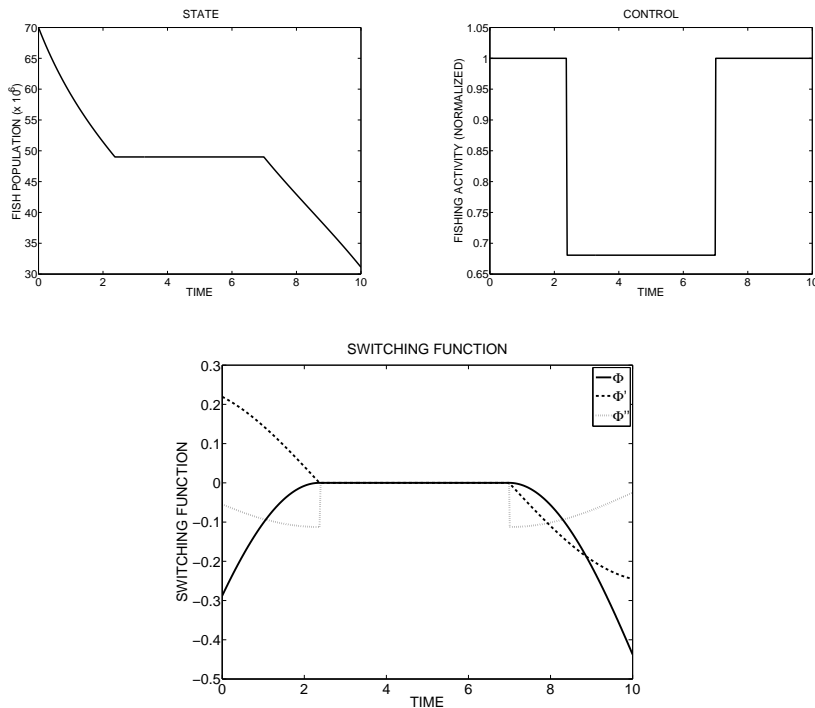 STATE
FISH POPULATION (x 10^6)
70
65
60
55
50
45
40
35
30
0 2 4 6 8 10
TIME
CONTROL
FISHING ACTIVITY (NORMALIZED)
1.05
1
0.95
0.9
0.85
0.8
0.75
0.7
0.65
0 2 4 6 8 10
TIME
SWITCHING FUNCTION
SWITCHING FUNCTION
0.3
0.2
0.1
0
−0.1
−0.2
−0.3
−0.4
−0.5
0 2 4 6 8 10
TIME
Φ
Φ'
Φ''